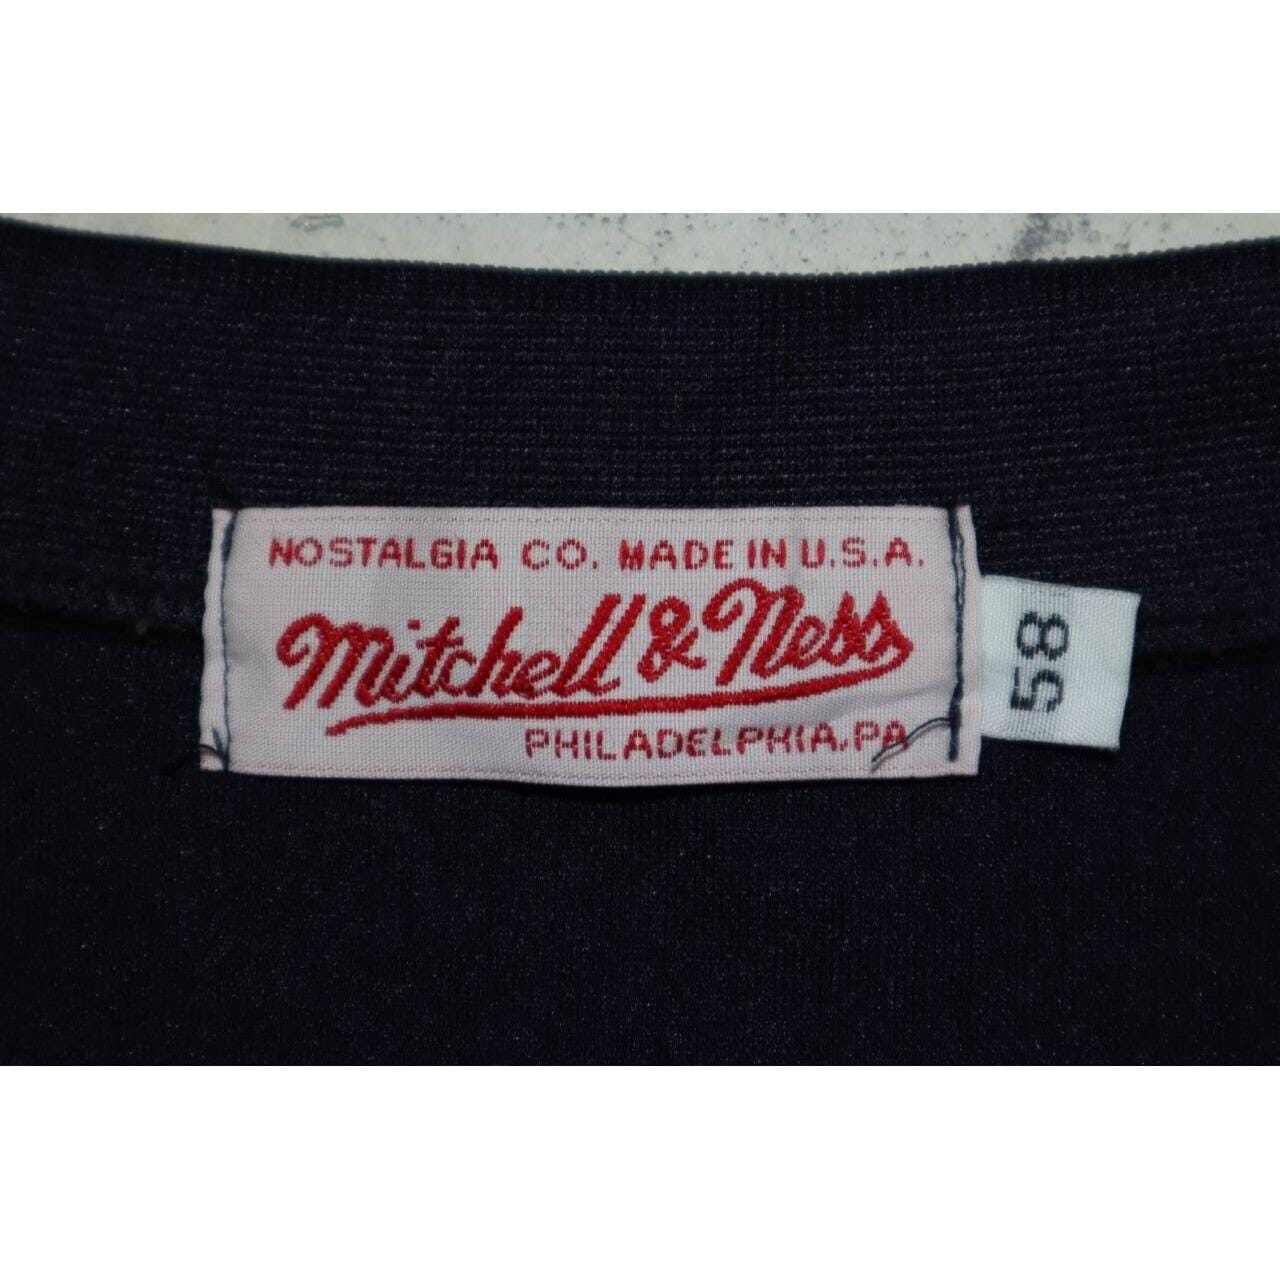 NOSTALGIA CO. MADE IN U.S.A.
Mitchell & Ness
PHILADELPHIA, PA
58